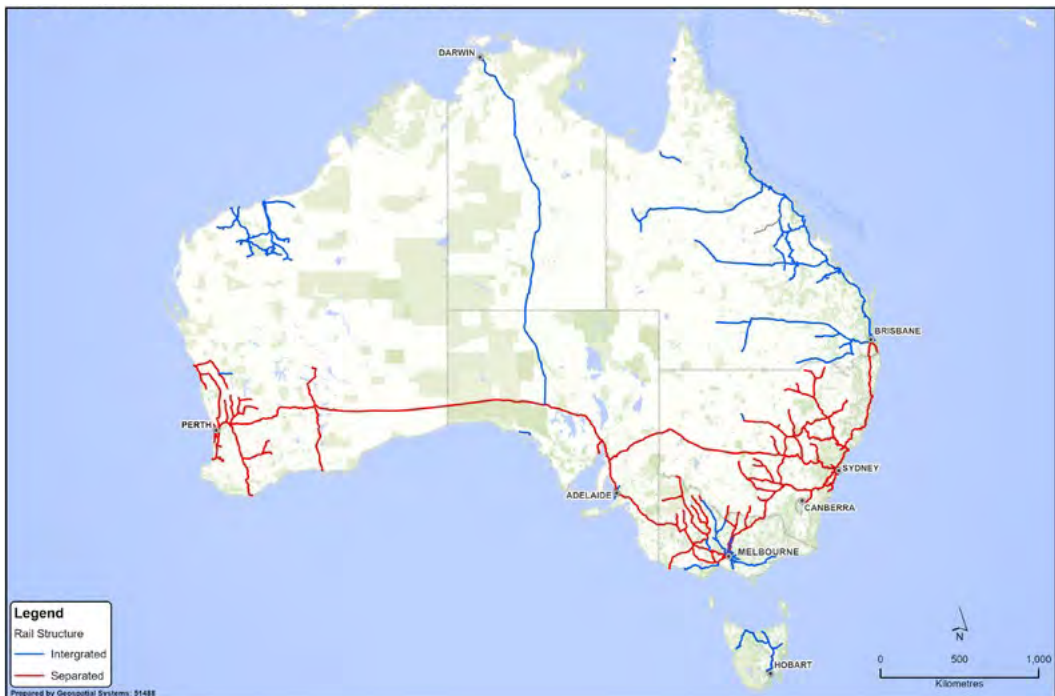 DARWIN
BRISBANE
PERTH
SYDNEY
ADELAIDE
CANBERRA
MELBOURNE
HOBART
Legend
Rail Structure
Intergrated
Separated
N
0 500 1,000
Kilometres
Prepared by Geospatial Systems: 51488